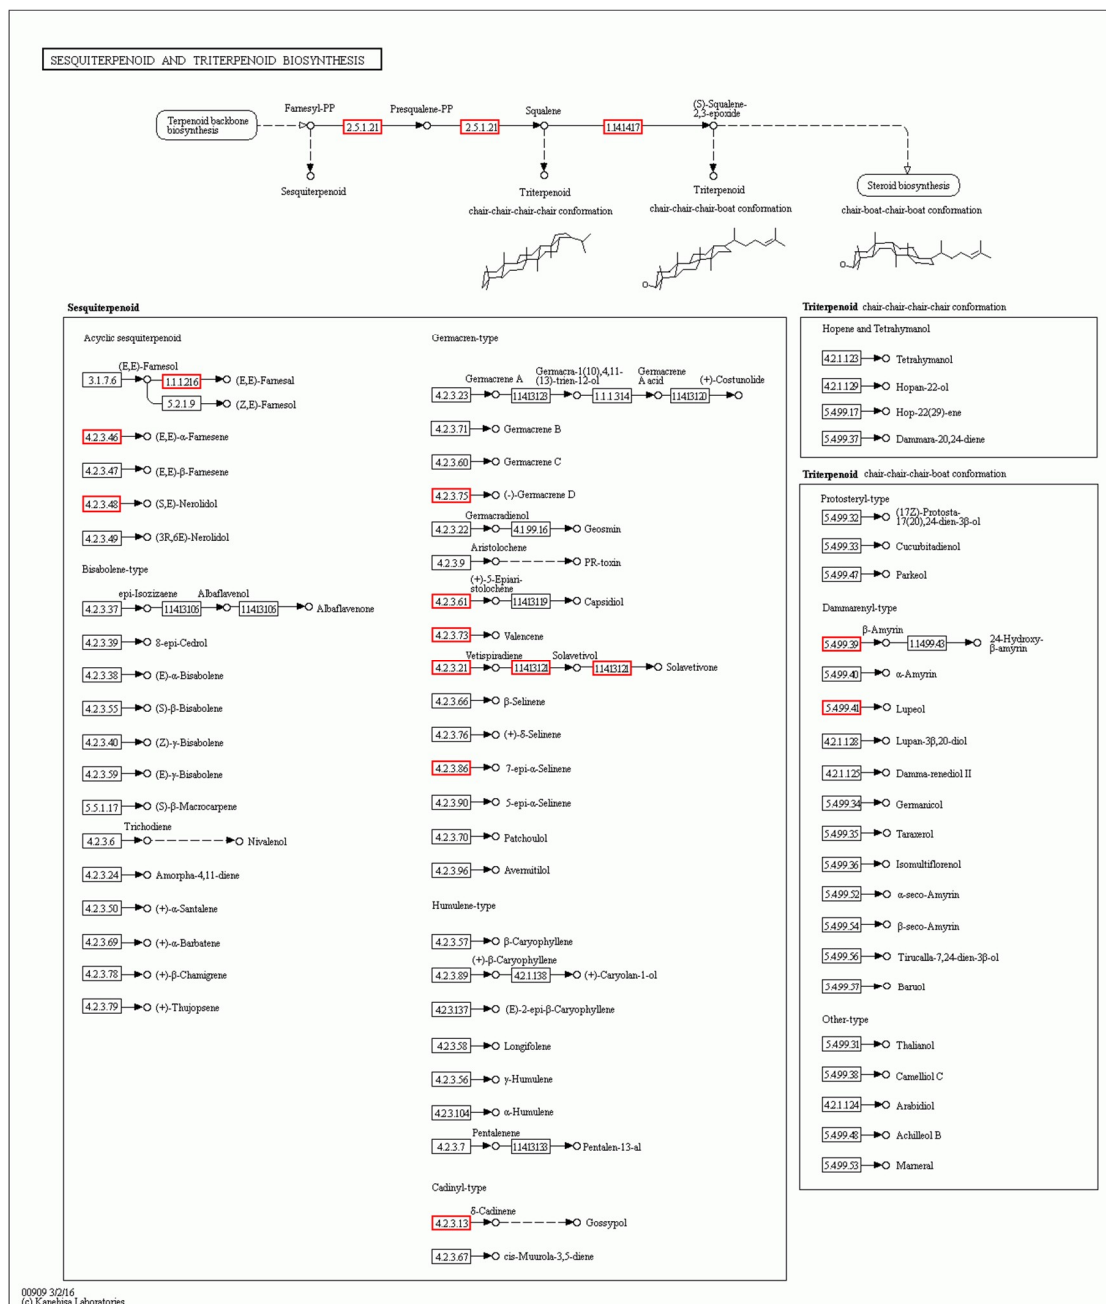 SESQUITERPENOID AND TRITERPENOID BIOSYNTHESIS
Terpenoid backbone
biosynthesis
Farnesyl-PP
2.5.1.21
Presqualene-PP
2.5.1.21
Squalene
1.14.14.17
(S)-Squalene-
2,3-epoxide
Sesquiterpenoid
Triterpenoid
chair-chair-chair-chair conformation
Triterpenoid
chair-chair-chair-boat conformation
Steroid biosynthesis
chair-boat-chair-boat conformation
HO
HO
Sesquiterpenoid
Acyclic sesquiterpenoid
(E,E)-Farnesol
3.1.7.6
1.1.1.216
(E,E)-Farnesal
5.2.1.9
(Z,E)-Farnesol
4.2.3.46 (E,E)-α-Farnesene
4.2.3.47 (E,E)-β-Farnesene
4.2.3.48 (S,E)-Nerolidol
4.2.3.49 (3R,6E)-Nerolidol
Bisabolene-type
epi-Isozizaene Albaflavenol
4.2.3.37 1.14.13.106 1.14.13.106 Albaflavenone
4.2.3.39 8-epi-Cedrol
4.2.3.38 (E)-α-Bisabolene
4.2.3.55 (S)-β-Bisabolene
4.2.3.40 (Z)-γ-Bisabolene
4.2.3.59 (E)-γ-Bisabolene
5.5.1.17 (S)-β-Macrocarpene
Trichodiene
4.2.3.6 Nivalenol
4.2.3.24 Amorpha-4,11-diene
4.2.3.50 (+)-α-Santalene
4.2.3.69 (+)-α-Barbatene
4.2.3.78 (+)-β-Chamigrene
4.2.3.79 (+)-Thujopsene
Germacren-type
Germacrene A
Germacra-1(10),4,11-
(13)-trien-12-ol
Germacrene
A acid
(+)-Costunolide
4.2.3.23 1.14.13.123 1.1.1.314 1.14.13.120
4.2.3.71 Germacrene B
4.2.3.60 Germacrene C
4.2.3.75 (-)-Germacrene D
Germacradienol
4.2.3.22 4.1.99.16 Geosmin
Aristolochene
4.2.3.9 PR-toxin
(+)-5-Epiari-
stolochene
4.2.3.61 1.14.13.119 Capsidiol
4.2.3.73 Valencene
Vetispiradiene Solavetivol
4.2.3.21 1.14.13.121 1.14.13.121 Solavetivone
4.2.3.66 β-Selinene
4.2.3.76 (+)-δ-Selinene
4.2.3.86 7-epi-α-Selinene
4.2.3.90 5-epi-α-Selinene
4.2.3.70 Patchoulol
4.2.3.96 Avermitilol
Humulene-type
4.2.3.57 β-Caryophyllene
(+)-β-Caryophyllene
4.2.3.89 4.2.1.138 (+)-Caryolan-1-ol
4.2.3.137 (E)-2-epi-β-Caryophyllene
4.2.3.58 Longifolene
4.2.3.56 γ-Humulene
4.2.3.104 α-Humulene
Pentalenene
4.2.3.7 1.14.13.133 Pentalen-13-al
Cadinyl-type
δ-Cadinene
4.2.3.13 Gossypol
4.2.3.67 cis-Muurola-3,5-diene
Triterpenoid chair-chair-chair-chair conformation
Hopene and Tetrahymanol
4.2.1.123 Tetrahymanol
4.2.1.129 Hopan-22-ol
5.4.99.17 Hop-22(29)-ene
5.4.99.37 Dammara-20,24-diene
Triterpenoid chair-chair-chair-boat conformation
Protosteryl-type
5.4.99.32
(17Z)-Protosta-
17(20),24-dien-3β-ol
5.4.99.33 Cucurbitadienol
5.4.99.47 Parkeol
Dammarenyl-type
β-Amyrin
5.4.99.39 1.14.99.43
24-Hydroxy-
β-amyrin
5.4.99.40 α-Amyrin
5.4.99.41 Lupeol
4.2.1.128 Lupan-3β,20-diol
4.2.1.125 Damma-renediol II
5.4.99.34 Germanicol
5.4.99.35 Taraxerol
5.4.99.36 Isomultiflorenol
5.4.99.52 α-seco-Amyrin
5.4.99.54 β-seco-Amyrin
5.4.99.56 Tirucalla-7,24-dien-3β-ol
5.4.99.57 Baruol
Other-type
5.4.99.31 Thalianol
5.4.99.38 Camelliol C
4.2.1.124 Arabidiol
5.4.99.48 Achilleol B
5.4.99.53 Marneral
00909 3/2/16
(c) Kanehisa Laboratories